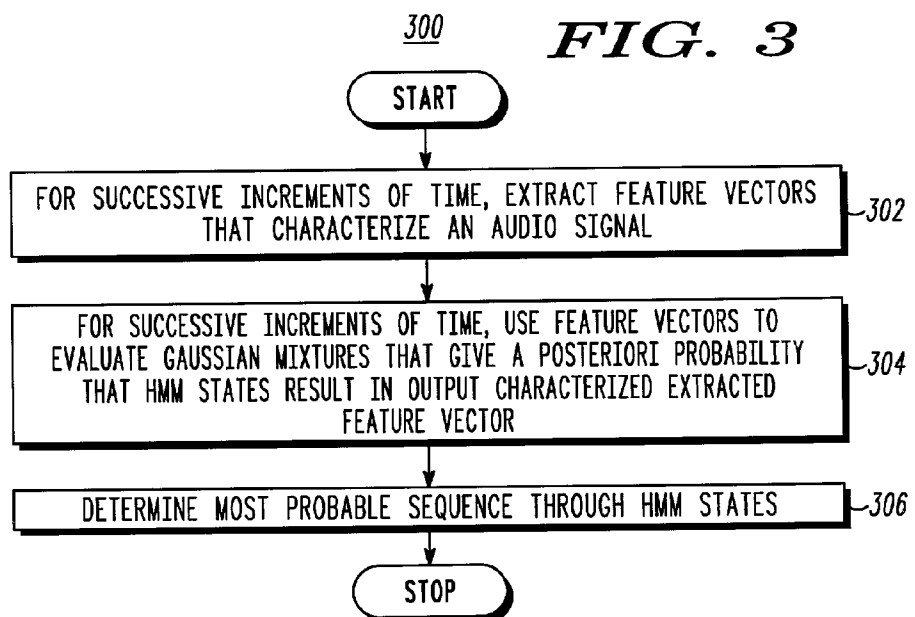 300
FIG. 3
START
FOR SUCCESSIVE INCREMENTS OF TIME, EXTRACT FEATURE VECTORS
THAT CHARACTERIZE AN AUDIO SIGNAL
302
FOR SUCCESSIVE INCREMENTS OF TIME, USE FEATURE VECTORS TO
EVALUATE GAUSSIAN MIXTURES THAT GIVE A POSTERIORI PROBABILITY
THAT HMM STATES RESULT IN OUTPUT CHARACTERIZED EXTRACTED
FEATURE VECTOR
304
DETERMINE MOST PROBABLE SEQUENCE THROUGH HMM STATES
306
STOP